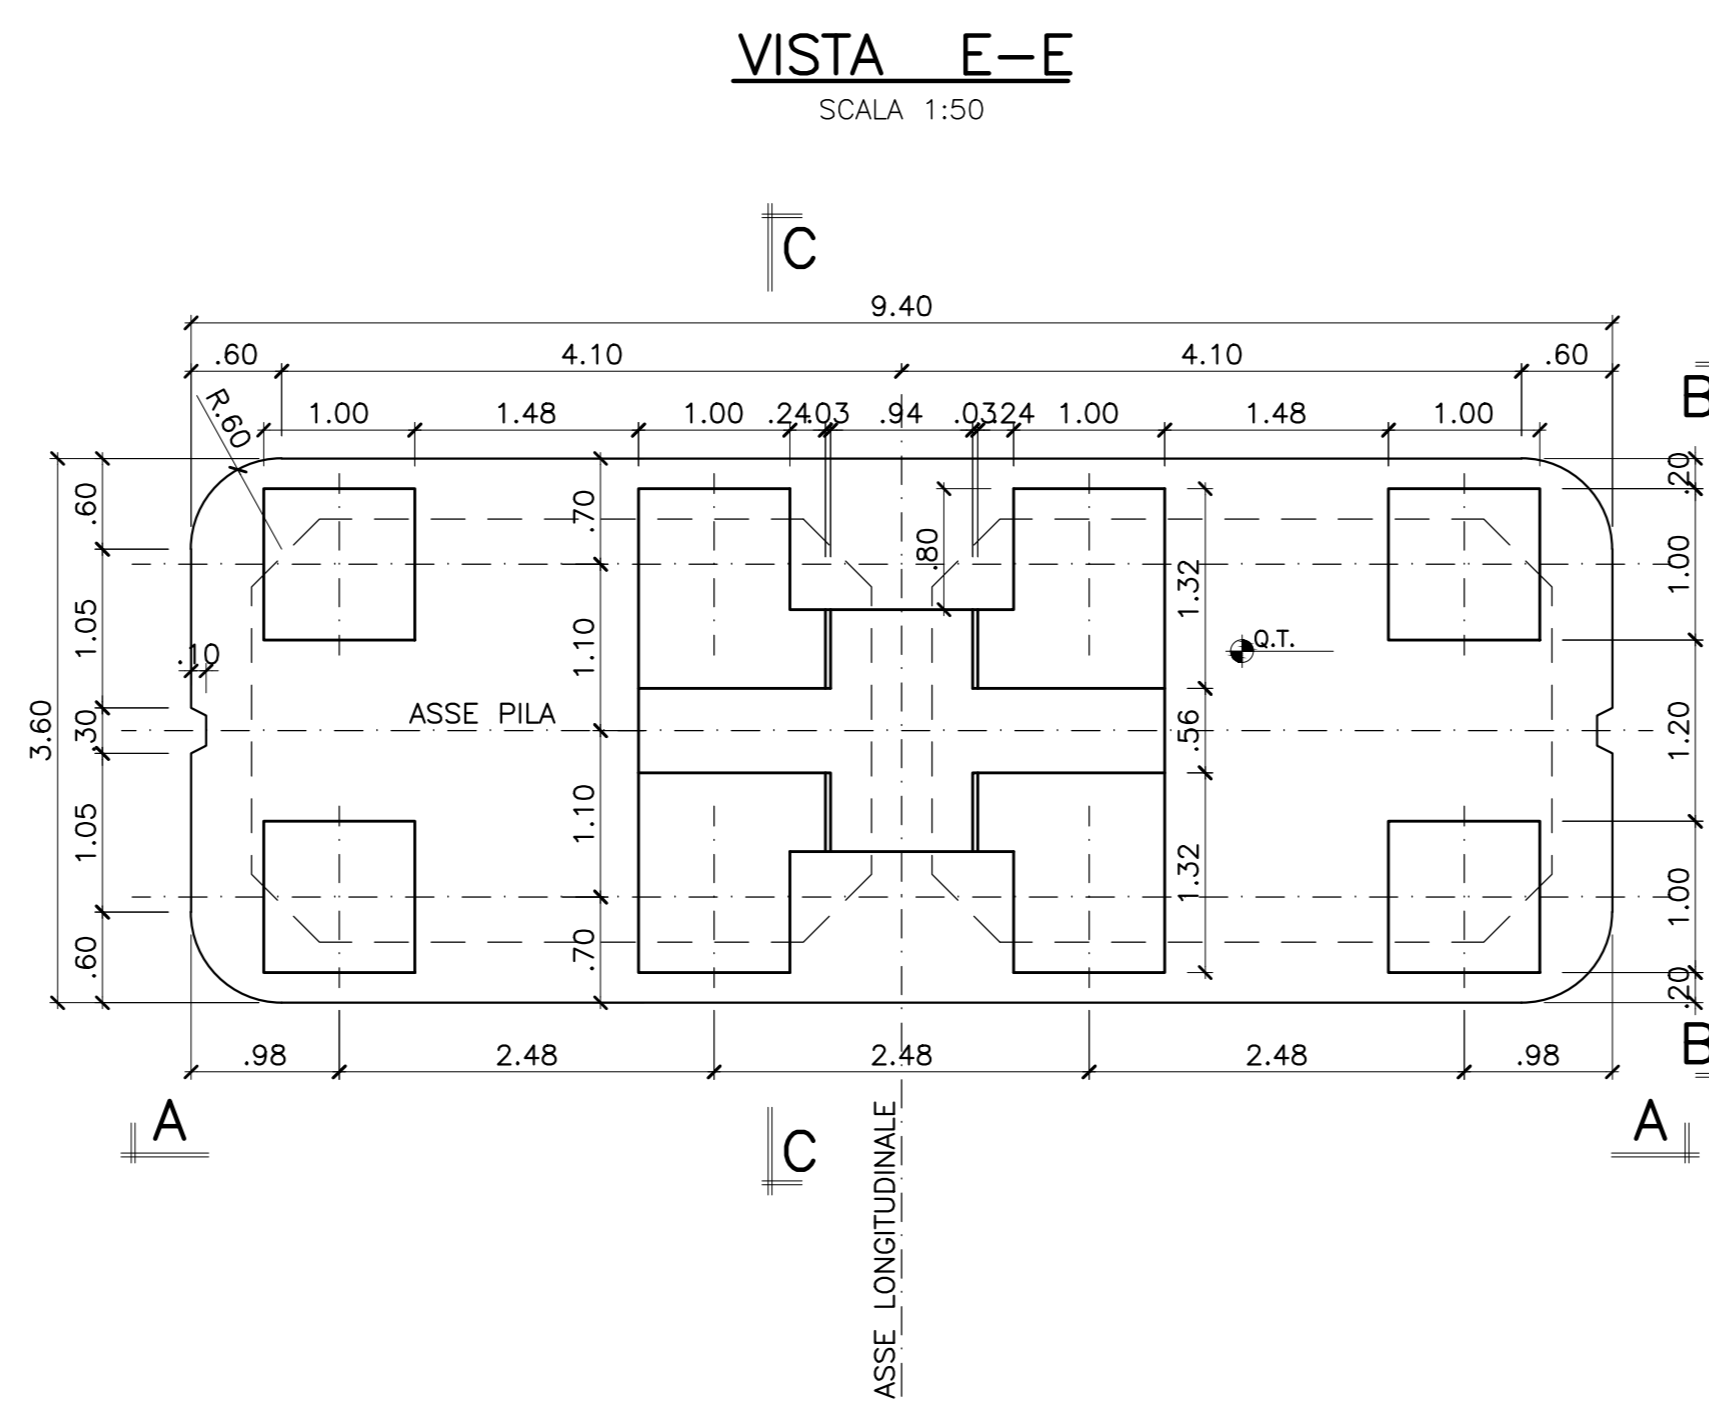 VISTA E-E
SCALA 1:50
C
9.40
.60 4.10 4.10 .60
B
R.60
1.00 1.48 1.00 .24 .03 .94 .03 .24 1.00 1.48 1.00
.60 .70 .80 1.32 .20
1.05 1.10 1.00
.10
Q.T.
3.60 .30 ASSE PILA .56 1.20
1.05 1.10 1.32 1.00
.60 .70 .20
B
.98 2.48 2.48 2.48 .98
A C A
ASSE LONGITUDINALE